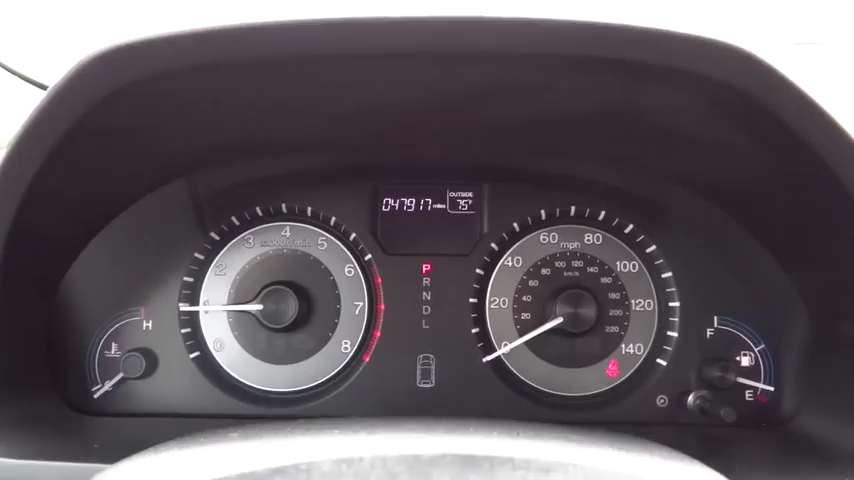 047917 miles
OUTSIDE
75°F
0
1
2
3
4
5
6
7
8
x1000r/min
P
R
N
D
L
0
20
40
60
80
100
120
140
mph
20
40
60
80
100
120
140
160
180
200
220
km/h
H
C
F
E